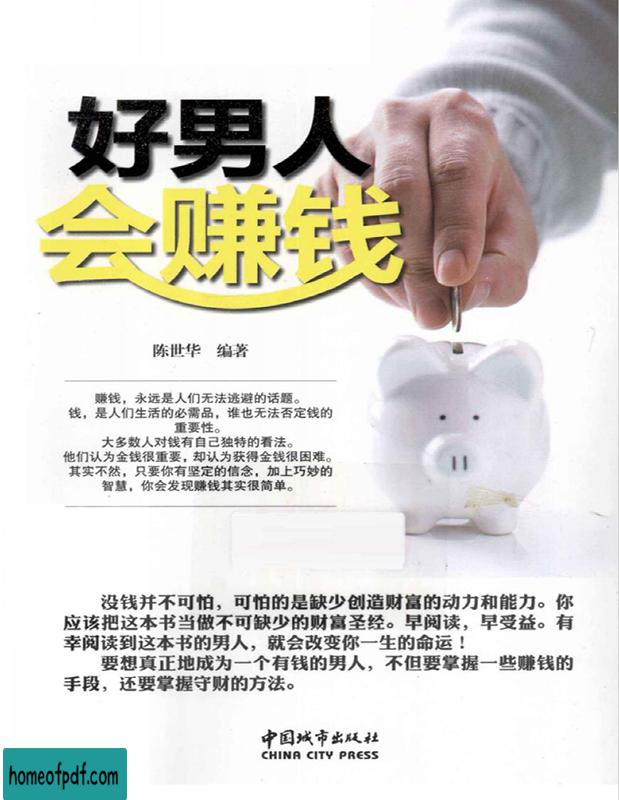 好男人
会赚钱
陈世华 编著
赚钱，永远是人们无法逃避的话题。
钱，是人们生活的必需品，谁也无法否定钱的
重要性。
大多数人对钱有自己独特的看法。
他们认为金钱很重要，却认为获得金钱很困难。
其实不然，只要你有坚定的信念，加上巧妙的
智慧，你会发现赚钱其实很简单。
没钱并不可怕，可怕的是缺少创造财富的动力和能力。你
应该把这本书当做不可缺少的财富圣经。早阅读，早受益。有
幸阅读到这本书的男人，就会改变你一生的命运！
要想真正地成为一个有钱的男人，不但要掌握一些赚钱的
手段，还要掌握守财的方法。
中国城市出版社
CHINA CITY PRESS
homeofpdf.com